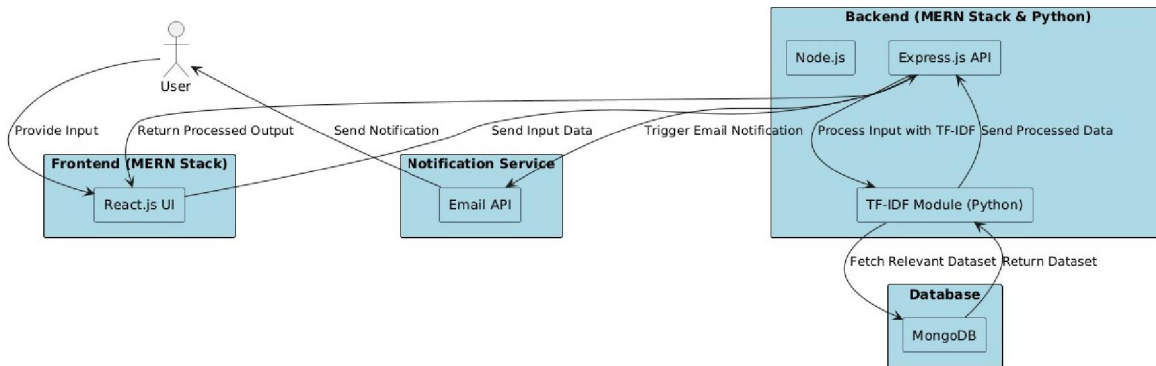 Backend (MERN Stack & Python)
Node.js
Express.js API
User
Provide Input
Return Processed Output
Send Notification
Send Input Data
Trigger Email Notification
Process Input with TF-IDF
Send Processed Data
Frontend (MERN Stack)
React.js UI
Notification Service
Email API
TF-IDF Module (Python)
Fetch Relevant Dataset
Return Dataset
Database
MongoDB